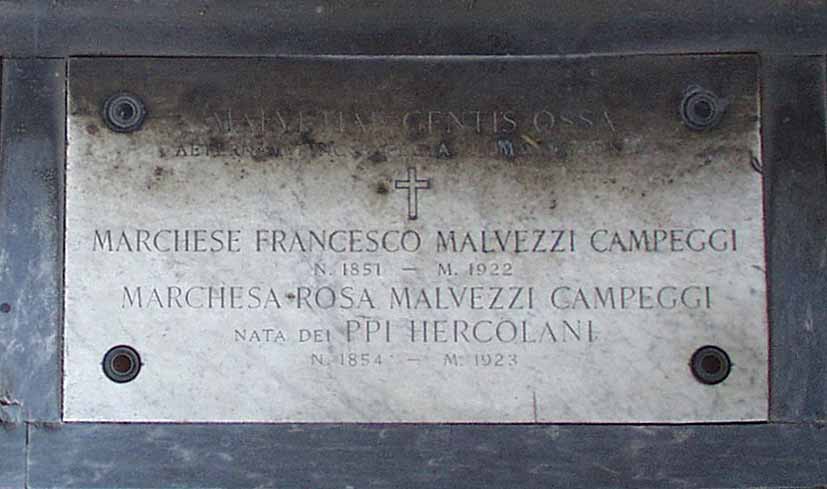 MALVETIAE GENTIS OSSA
MARCHESE FRANCESCO MALVEZZI CAMPEGGI
N. 1851 — M. 1922
MARCHESA ROSA MALVEZZI CAMPEGGI
NATA DEI PPI HERCOLANI
N. 1854 — M. 1923